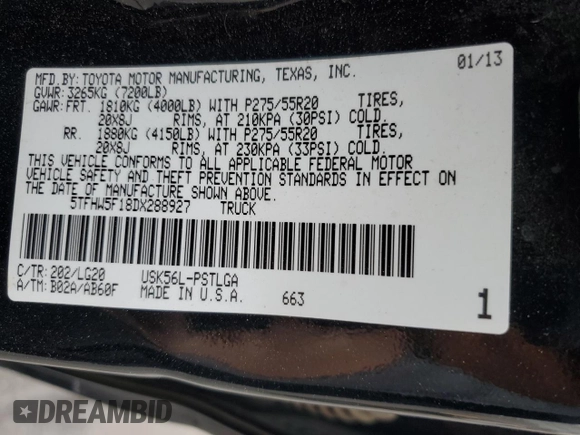 MFD.BY:TOYOTA MOTOR MANUFACTURING, TEXAS, INC. 01/13
GVWR:3265KG (7200LB)
GAWR:FRT. 1810KG (4000LB) WITH P275/55R20 TIRES,
20X8J RIMS, AT 210KPA (30PSI) COLD.
RR. 1880KG (4150LB) WITH P275/55R20 TIRES,
20X8J RIMS, AT 230KPA (33PSI) COLD.
THIS VEHICLE CONFORMS TO ALL APPLICABLE FEDERAL MOTOR
VEHICLE SAFETY AND THEFT PREVENTION STANDARDS IN EFFECT ON
THE DATE OF MANUFACTURE SHOWN ABOVE.
5TFHW5F18DX288927 TRUCK
C/TR:202/LG20 USK56L-PSTLGA
A/TM:B02A/AB60F MADE IN U.S.A. 663 1
DREAMBID